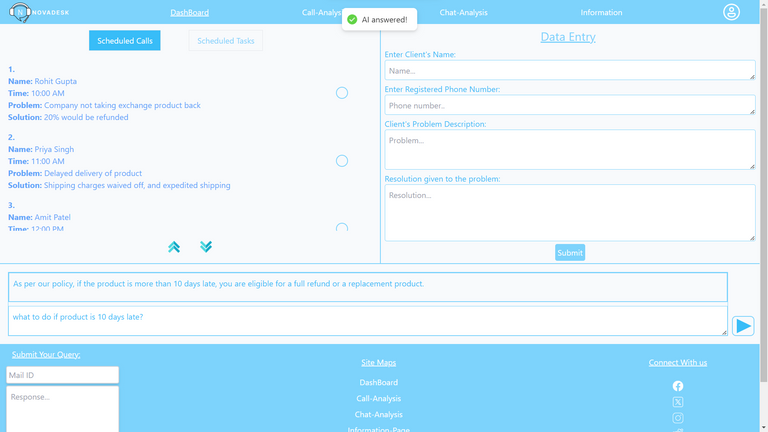 N NOVADESK
DashBoard
Call-Analysis
AI answered!
Chat-Analysis
Information
Scheduled Calls
Scheduled Tasks
1.
Name: Rohit Gupta
Time: 10:00 AM
Problem: Company not taking exchange product back
Solution: 20% would be refunded
2.
Name: Priya Singh
Time: 11:00 AM
Problem: Delayed delivery of product
Solution: Shipping charges waived off, and expedited shipping
3.
Name: Amit Patel
Time: 12:00 PM
Data Entry
Enter Client's Name:
Name...
Enter Registered Phone Number:
Phone number..
Client's Problem Description:
Problem...
Resolution given to the problem:
Resolution...
Submit
As per our policy, if the product is more than 10 days late, you are eligible for a full refund or a replacement product.
what to do if product is 10 days late?
Submit Your Query:
Mail ID
Response...
Site Maps
DashBoard
Call-Analysis
Chat-Analysis
Information-Page
Connect With us